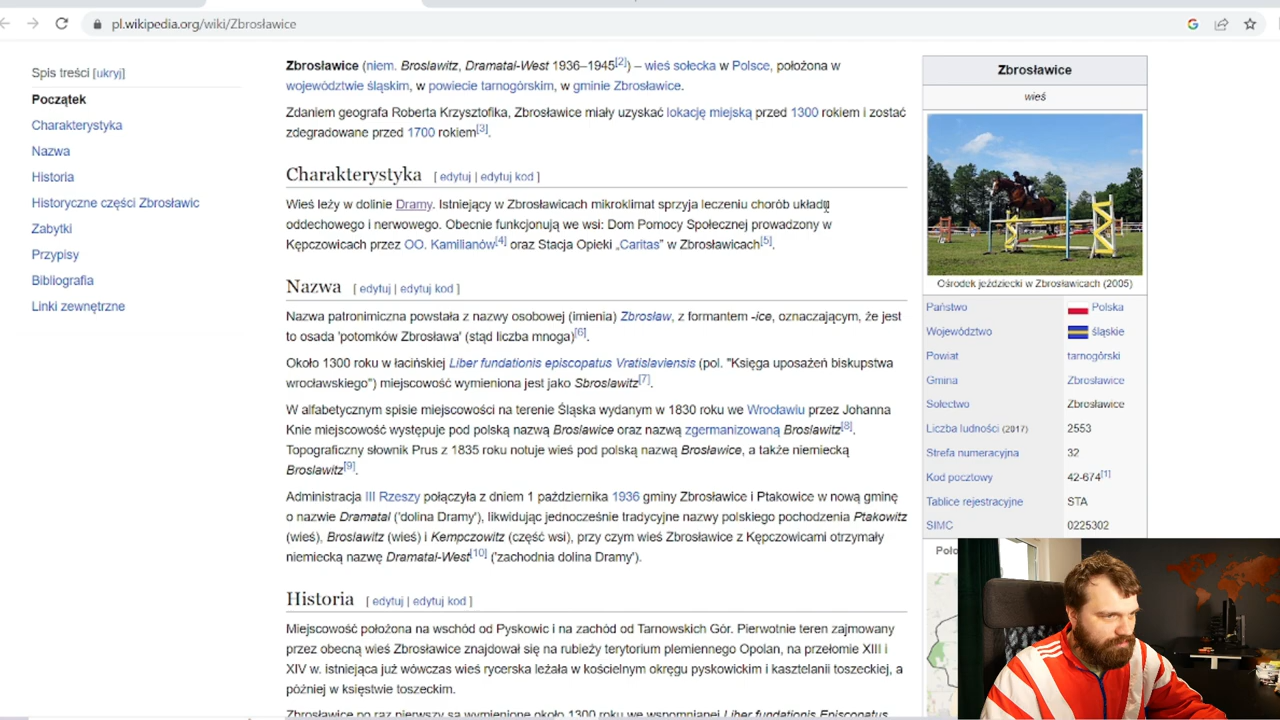 pl.wikipedia.org/wiki/Zbrosławice
Spis treści [ukryj]
Początek
Charakterystyka
Nazwa
Historia
Historyczne części Zbrosławic
Zabytki
Przypisy
Bibliografia
Linki zewnętrzne
Zbrosławice (niem. Broslawitz, Dramatal-West 1936–1945[2]) – wieś sołecka w Polsce, położona w
województwie śląskim, w powiecie tarnogórskim, w gminie Zbrosławice.
Zdaniem geografa Roberta Krzysztofika, Zbrosławice miały uzyskać lokację miejską przed 1300 rokiem i zostać
zdegradowane przed 1700 rokiem[3].
Charakterystyka [ edytuj | edytuj kod ]
Wieś leży w dolinie Dramy. Istniejący w Zbrosławicach mikroklimat sprzyja leczeniu chorób układu
oddechowego i nerwowego. Obecnie funkcjonują we wsi: Dom Pomocy Społecznej prowadzony w
Kępczowicach przez OO. Kamilianów[4] oraz Stacja Opieki „Caritas” w Zbrosławicach[5].
Nazwa [ edytuj | edytuj kod ]
Nazwa patronimiczna powstała z nazwy osobowej (imienia) Zbrosław, z formantem -ice, oznaczającym, że jest
to osada 'potomków Zbrosława' (stąd liczba mnoga)[6].
Około 1300 roku w łacińskiej Liber fundationis episcopatus Vratislaviensis (pol. "Księga uposażeń biskupstwa
wrocławskiego") miejscowość wymieniona jest jako Sbroslawitz[7].
W alfabetycznym spisie miejscowości na terenie Śląska wydanym w 1830 roku we Wrocławiu przez Johanna
Knie miejscowość występuje pod polską nazwą Broslawice oraz nazwą zgermanizowaną Broslawitz[8].
Topograficzny słownik Prus z 1835 roku notuje wieś pod polską nazwą Brosławice, a także niemiecką
Broslawitz[9].
Administracja III Rzeszy połączyła z dniem 1 października 1936 gminy Zbrosławice i Ptakowice w nową gminę
o nazwie Dramatal ('dolina Dramy'), likwidując jednocześnie tradycyjne nazwy polskiego pochodzenia Ptakowitz
(wieś), Broslawitz (wieś) i Kempczowitz (część wsi), przy czym wieś Zbrosławice z Kępczowicami otrzymały
niemiecką nazwę Dramatal-West[10] ('zachodnia dolina Dramy').
Historia [ edytuj | edytuj kod ]
Miejscowość położona na wschód od Pyskowic i na zachód od Tarnowskich Gór. Pierwotnie teren zajmowany
przez obecną wieś Zbrosławice znajdował się na rubieży terytorium plemiennego Opolan, na przełomie XIII i
XIV w. istniejąca już wówczas wieś rycerska leżała w kościelnym okręgu pyskowickim i kasztelanii toszeckiej, a
później w księstwie toszeckim.
Zbrosławice po raz pierwszy są wymienione około 1300 roku we wspomnianej Liber fundationis Episcopatus
Zbrosławice
wieś
Ośrodek jeździecki w Zbrosławicach (2005)
Państwo Polska
Województwo śląskie
Powiat tarnogórski
Gmina Zbrosławice
Sołectwo Zbrosławice
Liczba ludności (2017) 2553
Strefa numeracyjna 32
Kod pocztowy 42-674[1]
Tablice rejestracyjne STA
SIMC 0225302